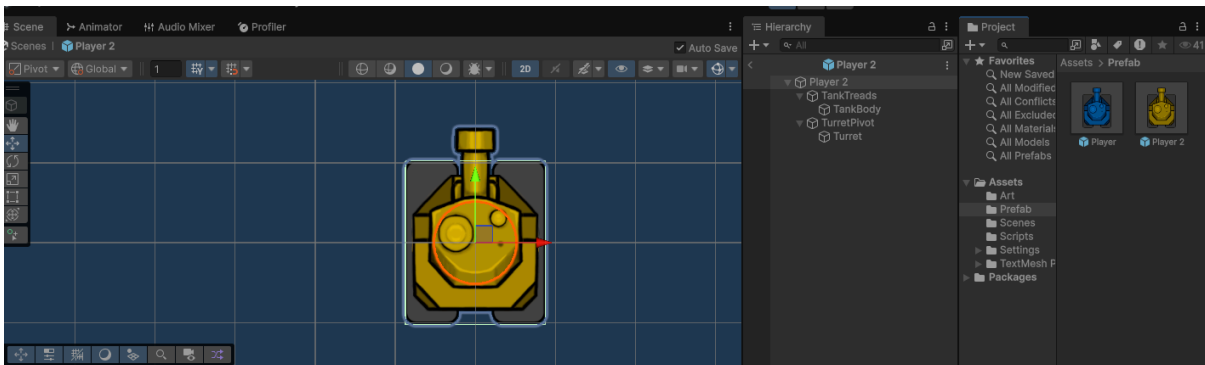 Scene Animator Audio Mixer Profiler
Scenes | Player 2 Auto Save
Pivot Global 1 2D
Hierarchy
All
Player 2
Player 2
TankTreads
TankBody
TurretPivot
Turret
Project
41
Favorites
New Saved
All Modified
All Conflicts
All Excluded
All Material
All Models
All Prefabs
Assets
Art
Prefab
Scenes
Scripts
Settings
TextMesh P
Packages
Assets > Prefab
Player Player 2